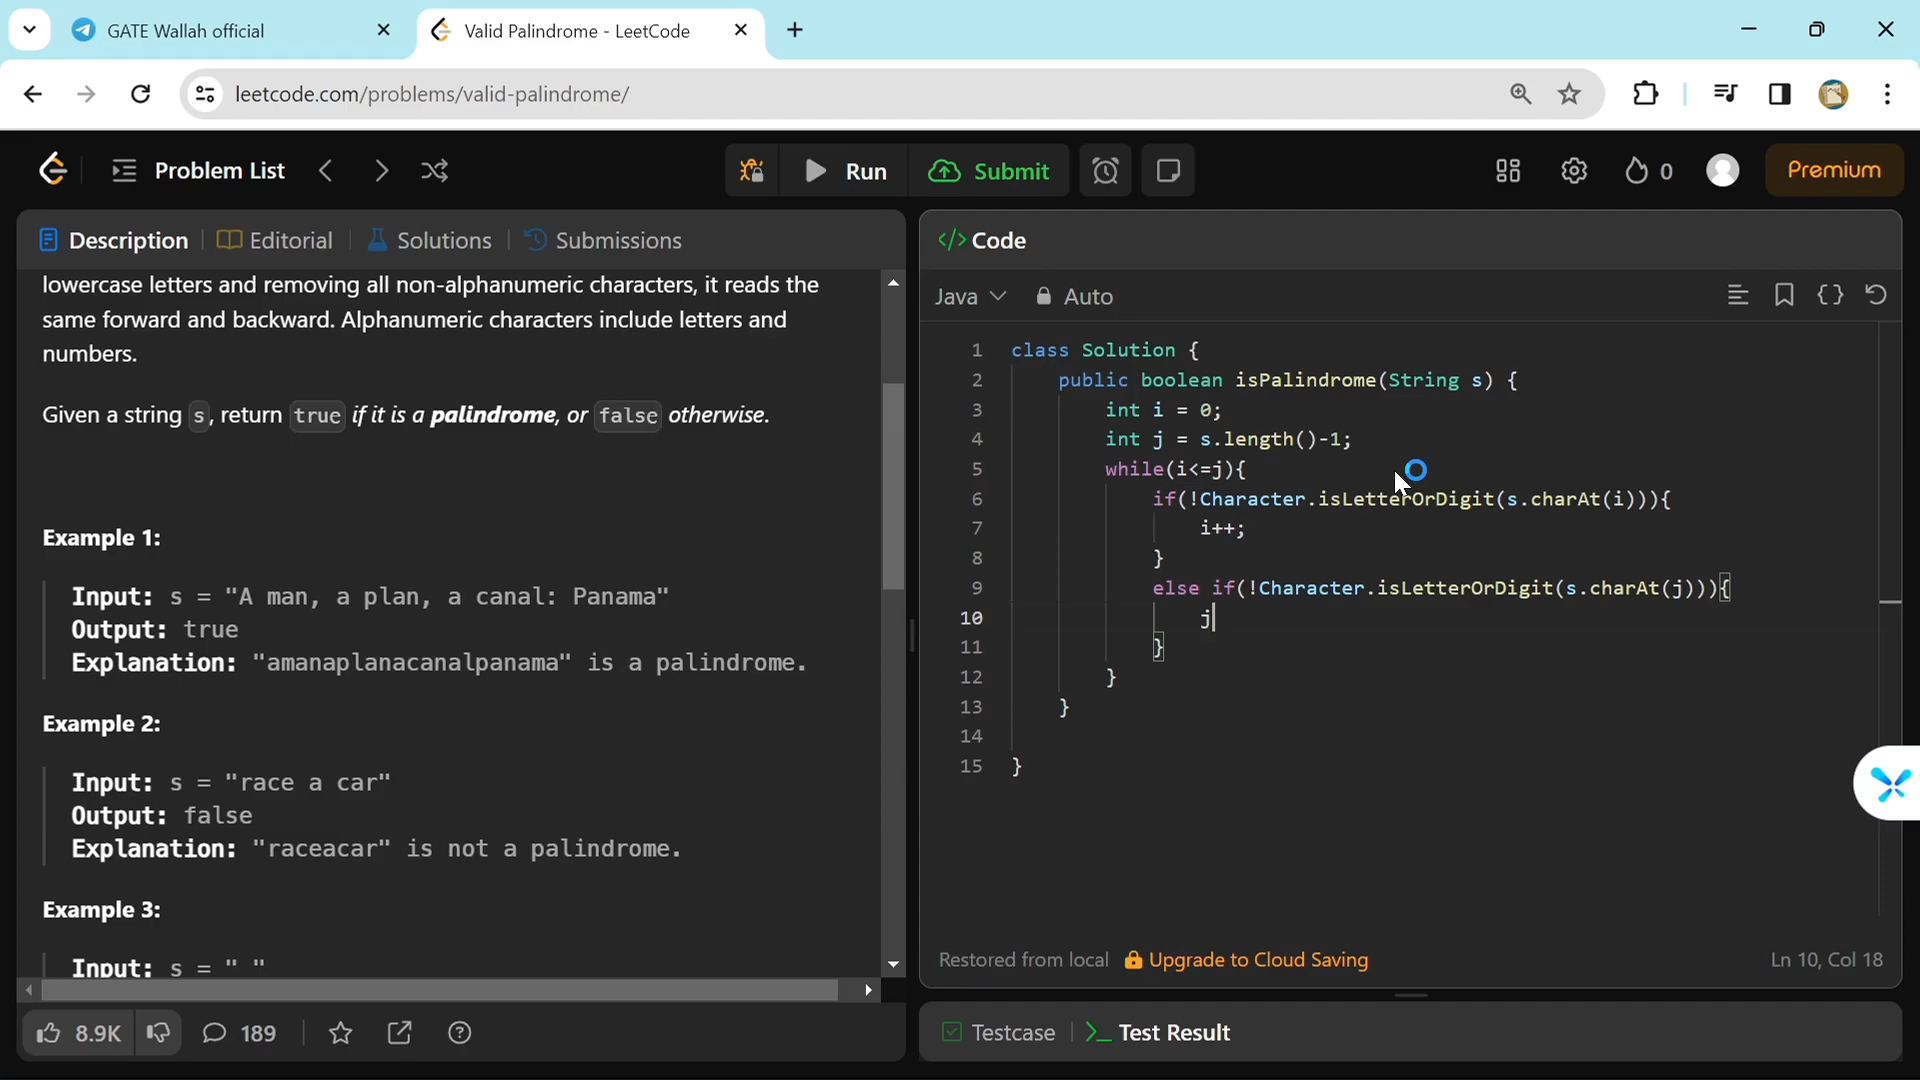 GATE Wallah official
Valid Palindrome - LeetCode
leetcode.com/problems/valid-palindrome/
Problem List
Run
Submit
0
Premium
Description
Editorial
Solutions
Submissions
lowercase letters and removing all non-alphanumeric characters, it reads the
same forward and backward. Alphanumeric characters include letters and
numbers.
Given a string s, return true if it is a palindrome, or false otherwise.
Example 1:
Input: s = "A man, a plan, a canal: Panama"
Output: true
Explanation: "amanaplanacanalpanama" is a palindrome.
Example 2:
Input: s = "race a car"
Output: false
Explanation: "raceacar" is not a palindrome.
Example 3:
Input: s = " "
8.9K
189
</> Code
Java
Auto
1 class Solution {
2 public boolean isPalindrome(String s) {
3 int i = 0;
4 int j = s.length()-1;
5 while(i<=j){
6 if(!Character.isLetterOrDigit(s.charAt(i))){
7 i++;
8 }
9 else if(!Character.isLetterOrDigit(s.charAt(j))){
10 j
11 }
12 }
13 }
14
15 }
Restored from local
Upgrade to Cloud Saving
Ln 10, Col 18
Testcase
Test Result